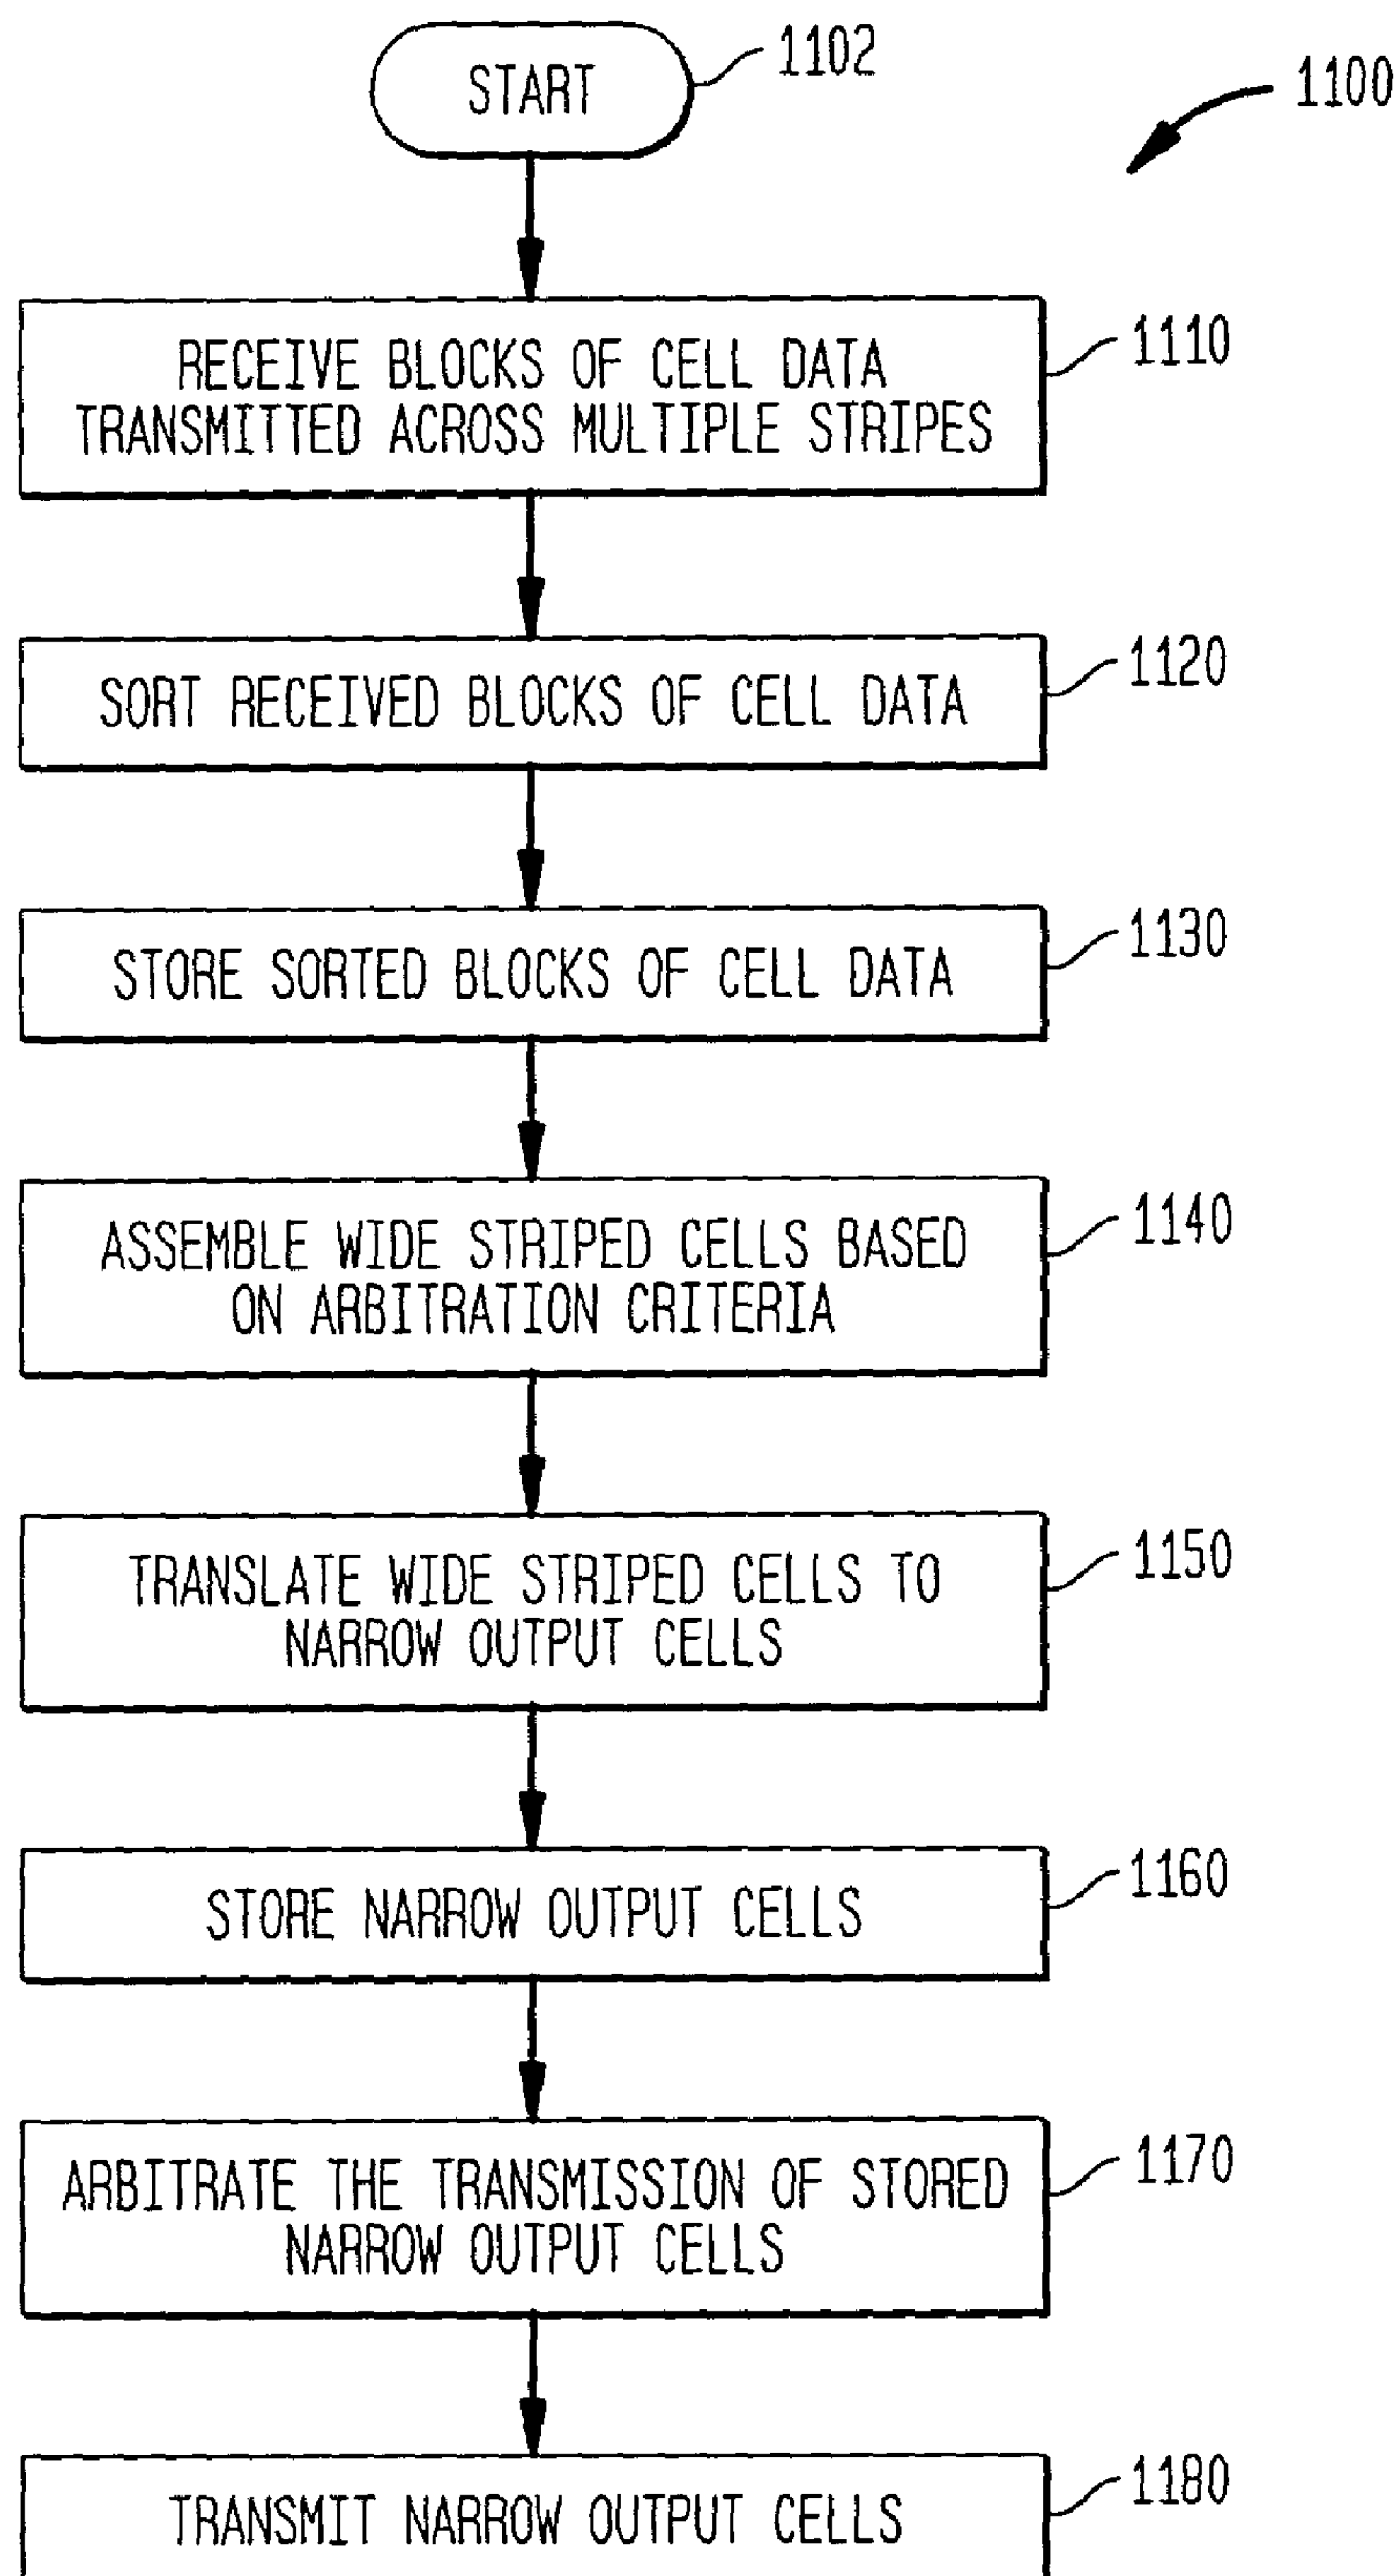 START
1102
1100
RECEIVE BLOCKS OF CELL DATA
TRANSMITTED ACROSS MULTIPLE STRIPES
1110
SORT RECEIVED BLOCKS OF CELL DATA
1120
STORE SORTED BLOCKS OF CELL DATA
1130
ASSEMBLE WIDE STRIPED CELLS BASED
ON ARBITRATION CRITERIA
1140
TRANSLATE WIDE STRIPED CELLS TO
NARROW OUTPUT CELLS
1150
STORE NARROW OUTPUT CELLS
1160
ARBITRATE THE TRANSMISSION OF STORED
NARROW OUTPUT CELLS
1170
TRANSMIT NARROW OUTPUT CELLS
1180